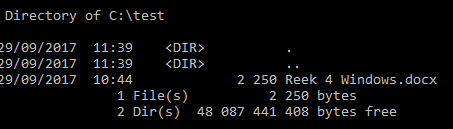 Directory of C:\test
29/09/2017 11:39 <DIR> .
29/09/2017 11:39 <DIR> ..
29/09/2017 10:44 2 250 Reek 4 Windows.docx
1 File(s) 2 250 bytes
2 Dir(s) 48 087 441 408 bytes free